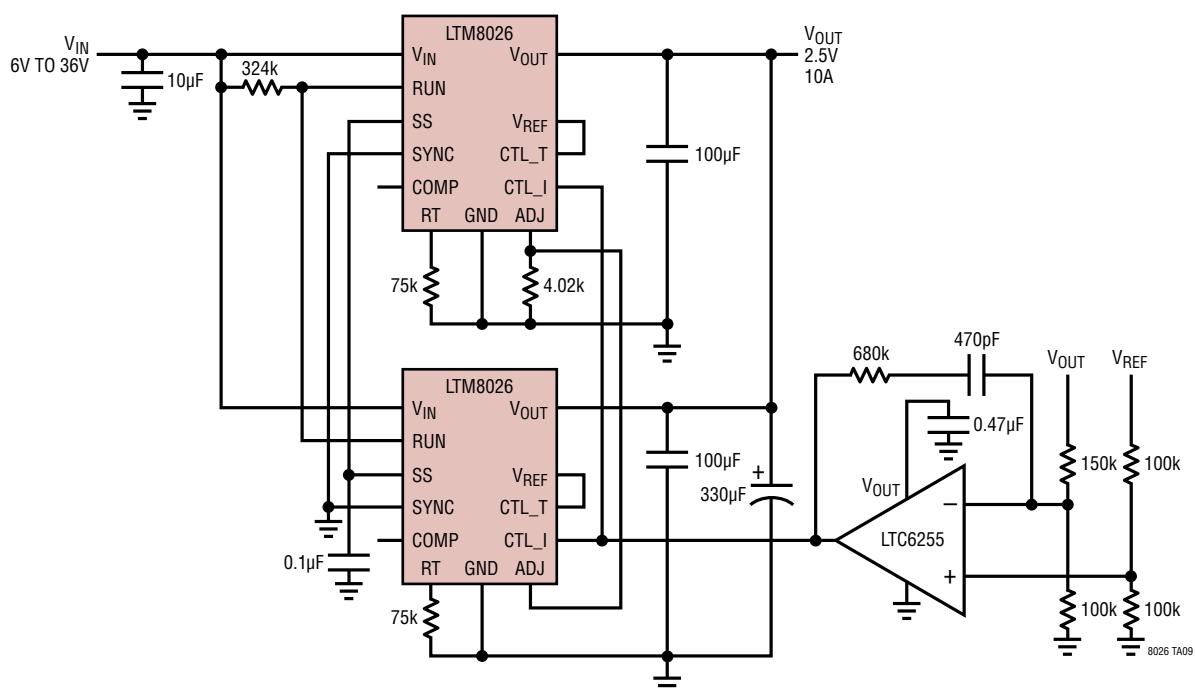 VIN
6V TO 36V
10µF
324k
LTM8026
VIN
RUN
SS
SYNC
COMP
RT
GND
ADJ
VOUT
VREF
CTL_T
CTL_I
VOUT
2.5V
10A
100µF
75k
4.02k
LTM8026
VIN
RUN
SS
SYNC
COMP
RT
GND
ADJ
VOUT
VREF
CTL_T
CTL_I
0.1µF
75k
100µF
+
330µF
680k
470pF
0.47µF
VOUT
VREF
150k
100k
VOUT
–
LTC6255
+
100k
100k
8026 TA09